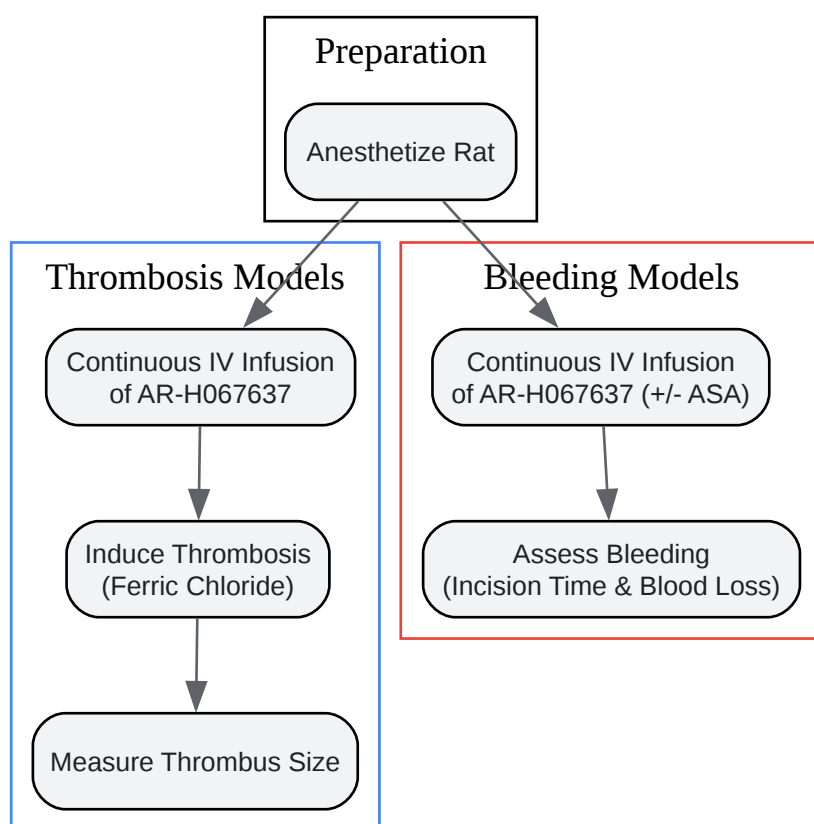 Preparation
Anesthetize Rat
Thrombosis Models
Continuous IV Infusion
of AR-H067637
Induce Thrombosis
(Ferric Chloride)
Measure Thrombus Size
Bleeding Models
Continuous IV Infusion
of AR-H067637 (+/- ASA)
Assess Bleeding
(Incision Time & Blood Loss)